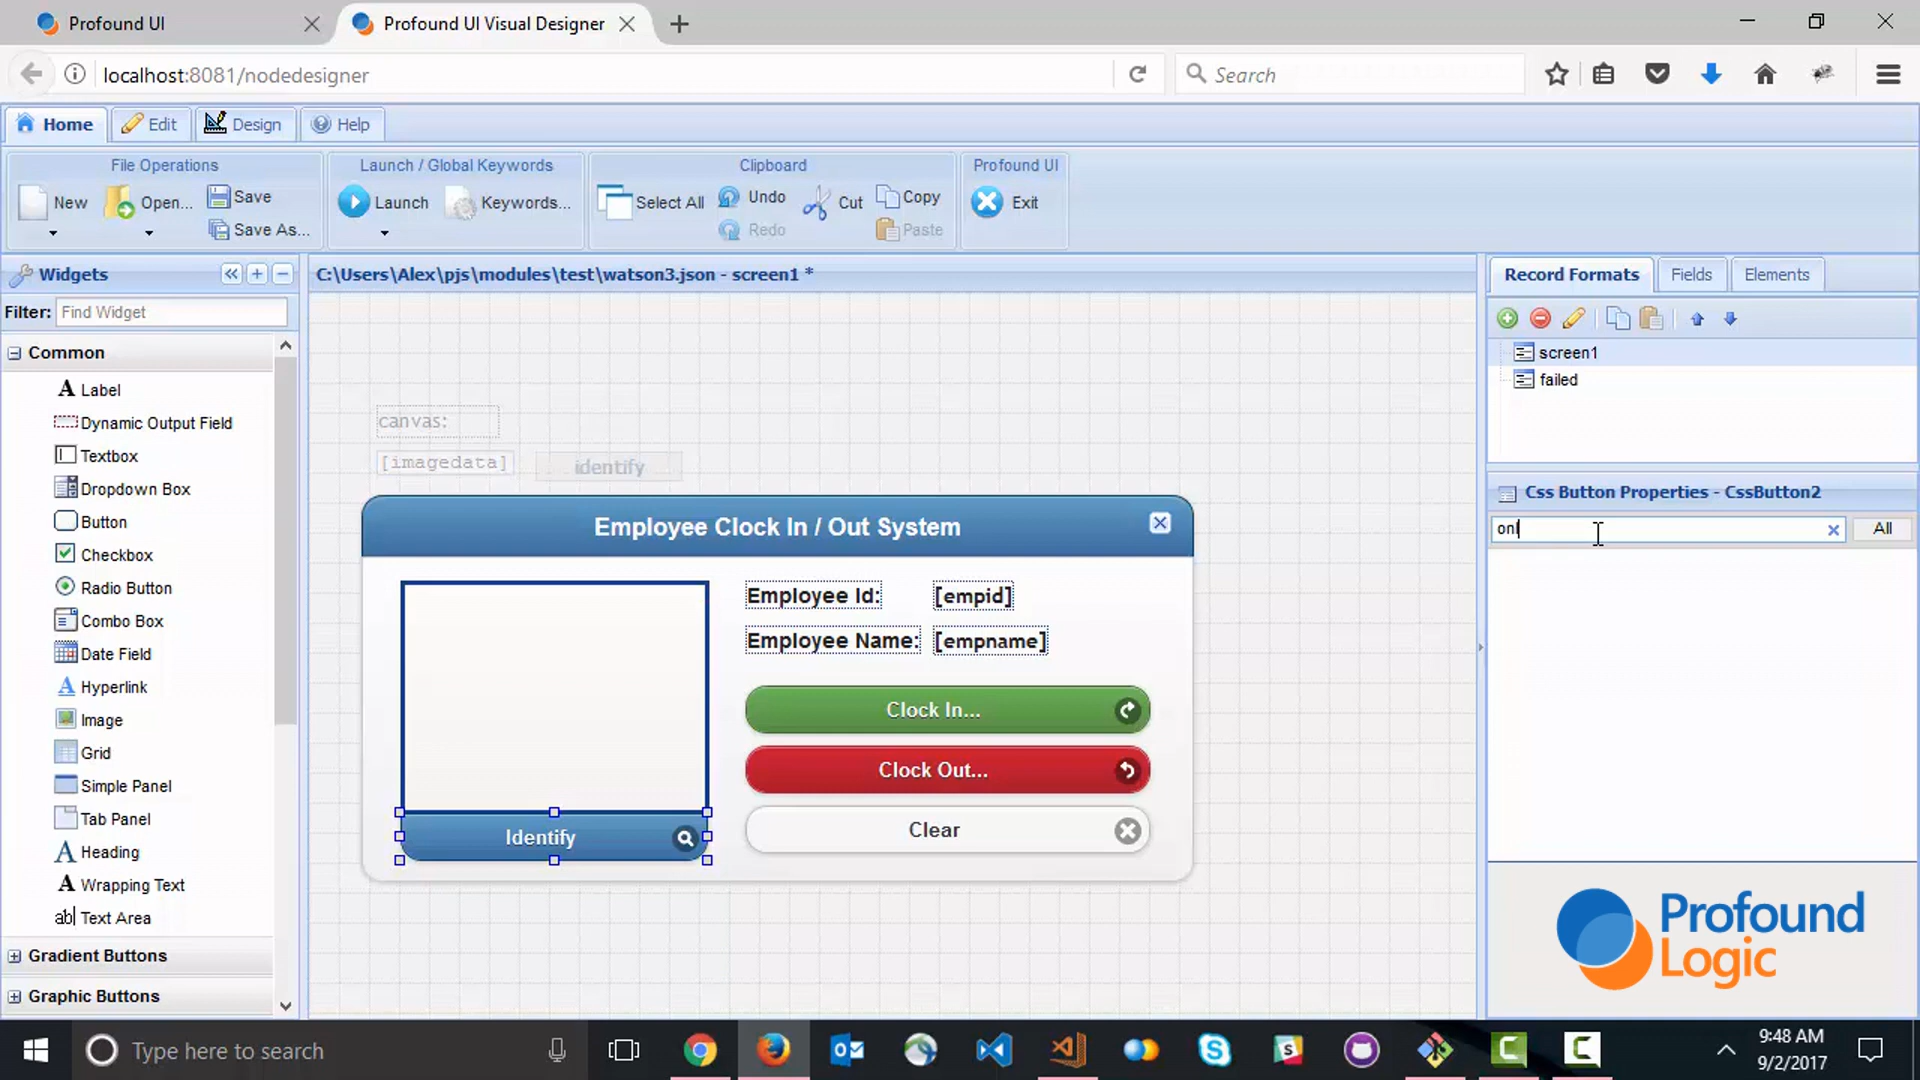 Profound UI
Profound UI Visual Designer
localhost:8081/nodedesigner
Search
Home
Edit
Design
Help
File Operations
Launch / Global Keywords
Clipboard
Profound UI
New
Open...
Save
Save As...
Launch
Keywords...
Select All
Undo
Redo
Cut
Copy
Paste
Exit
Widgets
C:\Users\Alex\pjs\modules\test\watson3.json - screen1 *
Record Formats
Fields
Elements
Filter:
Find Widget
screen1
failed
Common
Label
Dynamic Output Field
Textbox
Dropdown Box
Button
Checkbox
Radio Button
Combo Box
Date Field
Hyperlink
Image
Grid
Simple Panel
Tab Panel
Heading
Wrapping Text
Text Area
Gradient Buttons
Graphic Buttons
canvas:
[imagedata]
identify
Employee Clock In / Out System
Employee Id:
[empid]
Employee Name:
[empname]
Clock In...
Clock Out...
Clear
Identify
Css Button Properties - CssButton2
onl
All
Profound
Logic
Type here to search
9:48 AM
9/2/2017